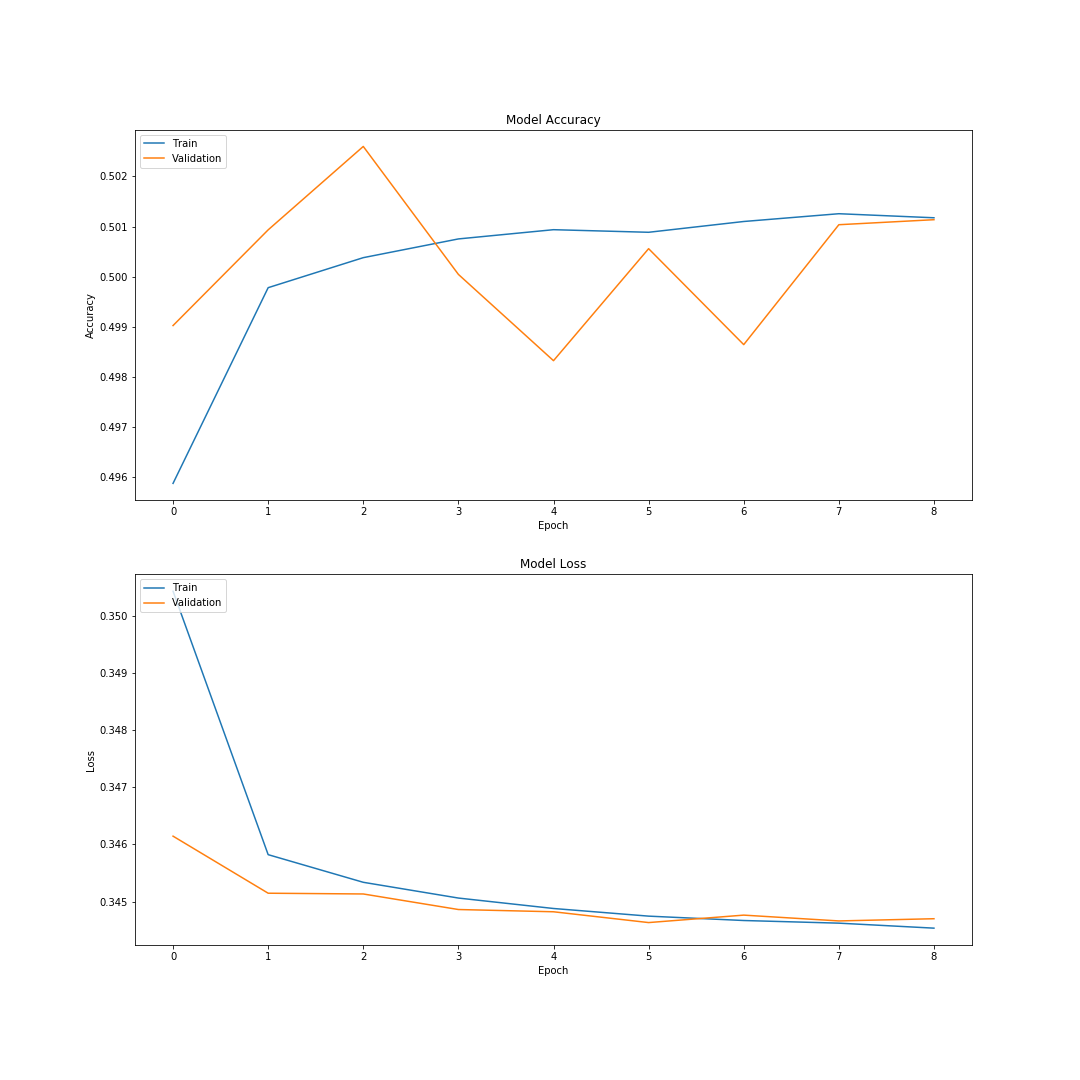 Model Accuracy
Train
Validation
0.502
0.501
0.500
0.499
0.498
0.497
0.496
Accuracy
0 1 2 3 4 5 6 7 8
Epoch
Model Loss
Train
Validation
0.350
0.349
0.348
0.347
0.346
0.345
Loss
0 1 2 3 4 5 6 7 8
Epoch